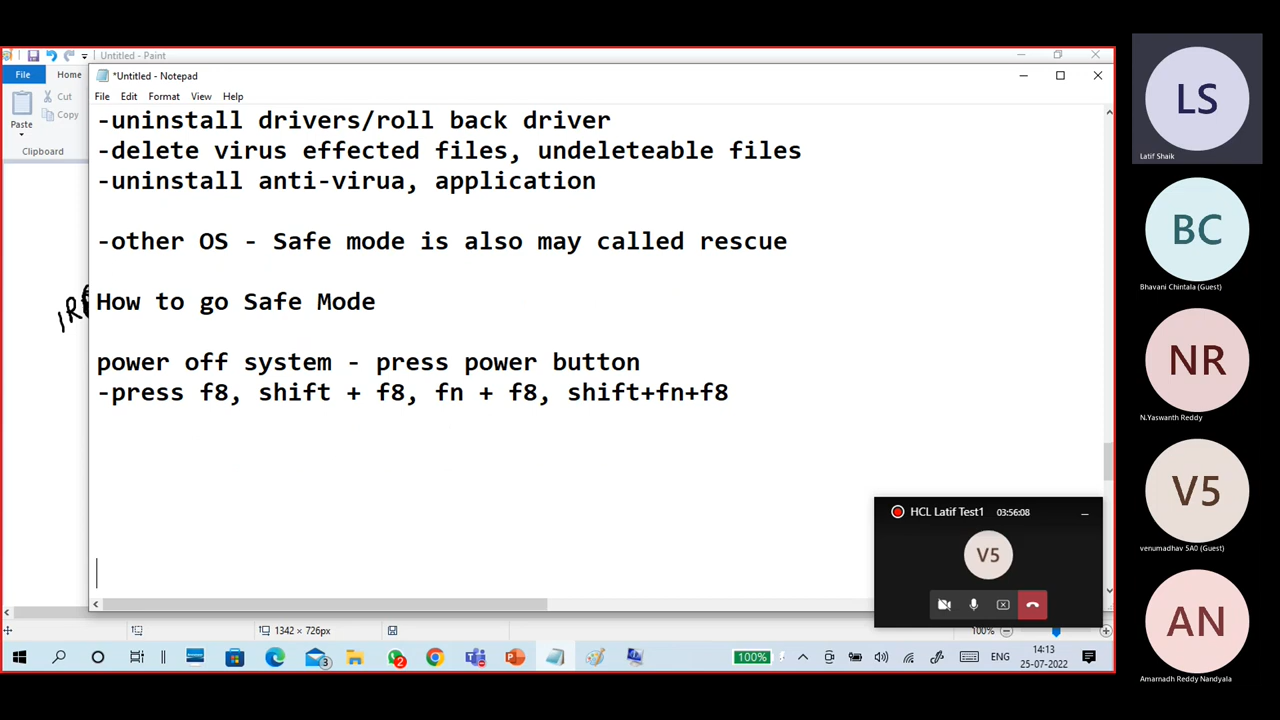 Untitled - Paint
File
Home
Paste
Cut
Copy
Clipboard
*Untitled - Notepad
File Edit Format View Help
-uninstall drivers/roll back driver
-delete virus effected files, undeleteable files
-uninstall anti-virua, application
-other OS - Safe mode is also may called rescue
How to go Safe Mode
power off system - press power button
-press f8, shift + f8, fn + f8, shift+fn+f8
HCL Latif Test1 03:56:08
V5
1342 × 726px
100%
3
2
100%
ENG
14:13
25-07-2022
LS
Latif Shaik
BC
Bhavani Chintala (Guest)
NR
N.Yaswanth Reddy
V5
venumadhav 5A0 (Guest)
AN
Amarnadh Reddy Nandyala